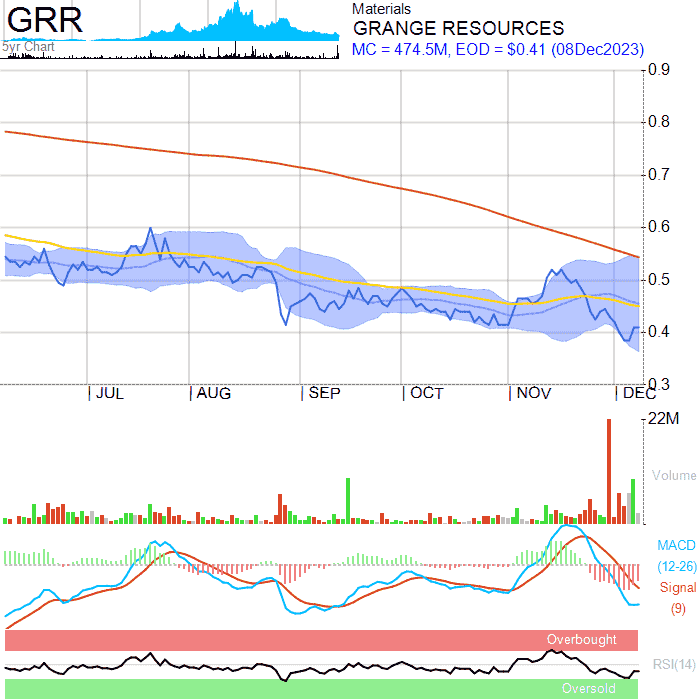 GRR
5yr Chart
Materials
GRANGE RESOURCES
MC = 474.5M, EOD = $0.41 (08Dec2023)
0.9
0.8
0.7
0.6
0.5
0.4
0.3
JUL AUG SEP OCT NOV DEC
22M
Volume
MACD
(12-26)
Signal
(9)
Overbought
RSI(14)
Oversold